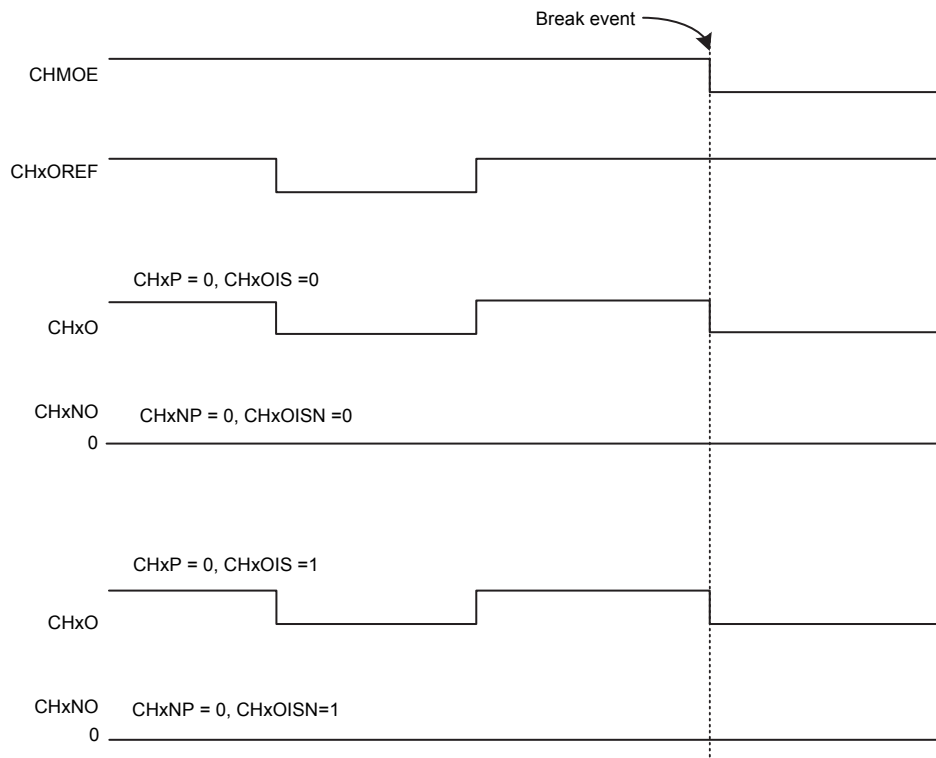 Break event
CHMOE
CHxOREF
CHxP = 0, CHxOIS =0
CHxO
CHxNO
CHxNP = 0, CHxOISN =0
0
CHxP = 0, CHxOIS =1
CHxO
CHxNO
CHxNP = 0, CHxOISN=1
0